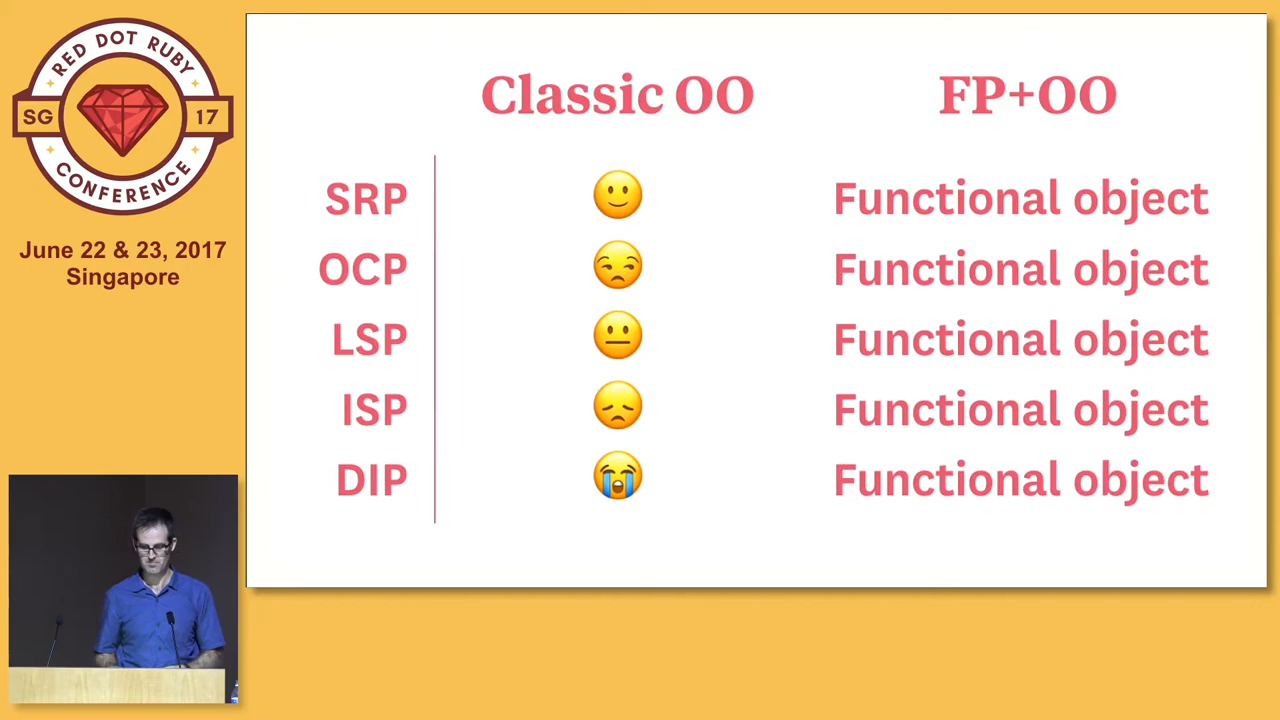 RED DOT RUBY
SG 17
CONFERENCE
June 22 & 23, 2017
Singapore
Classic OO FP+OO
SRP 🙂 Functional object
OCP 😒 Functional object
LSP 😐 Functional object
ISP 😞 Functional object
DIP 😭 Functional object